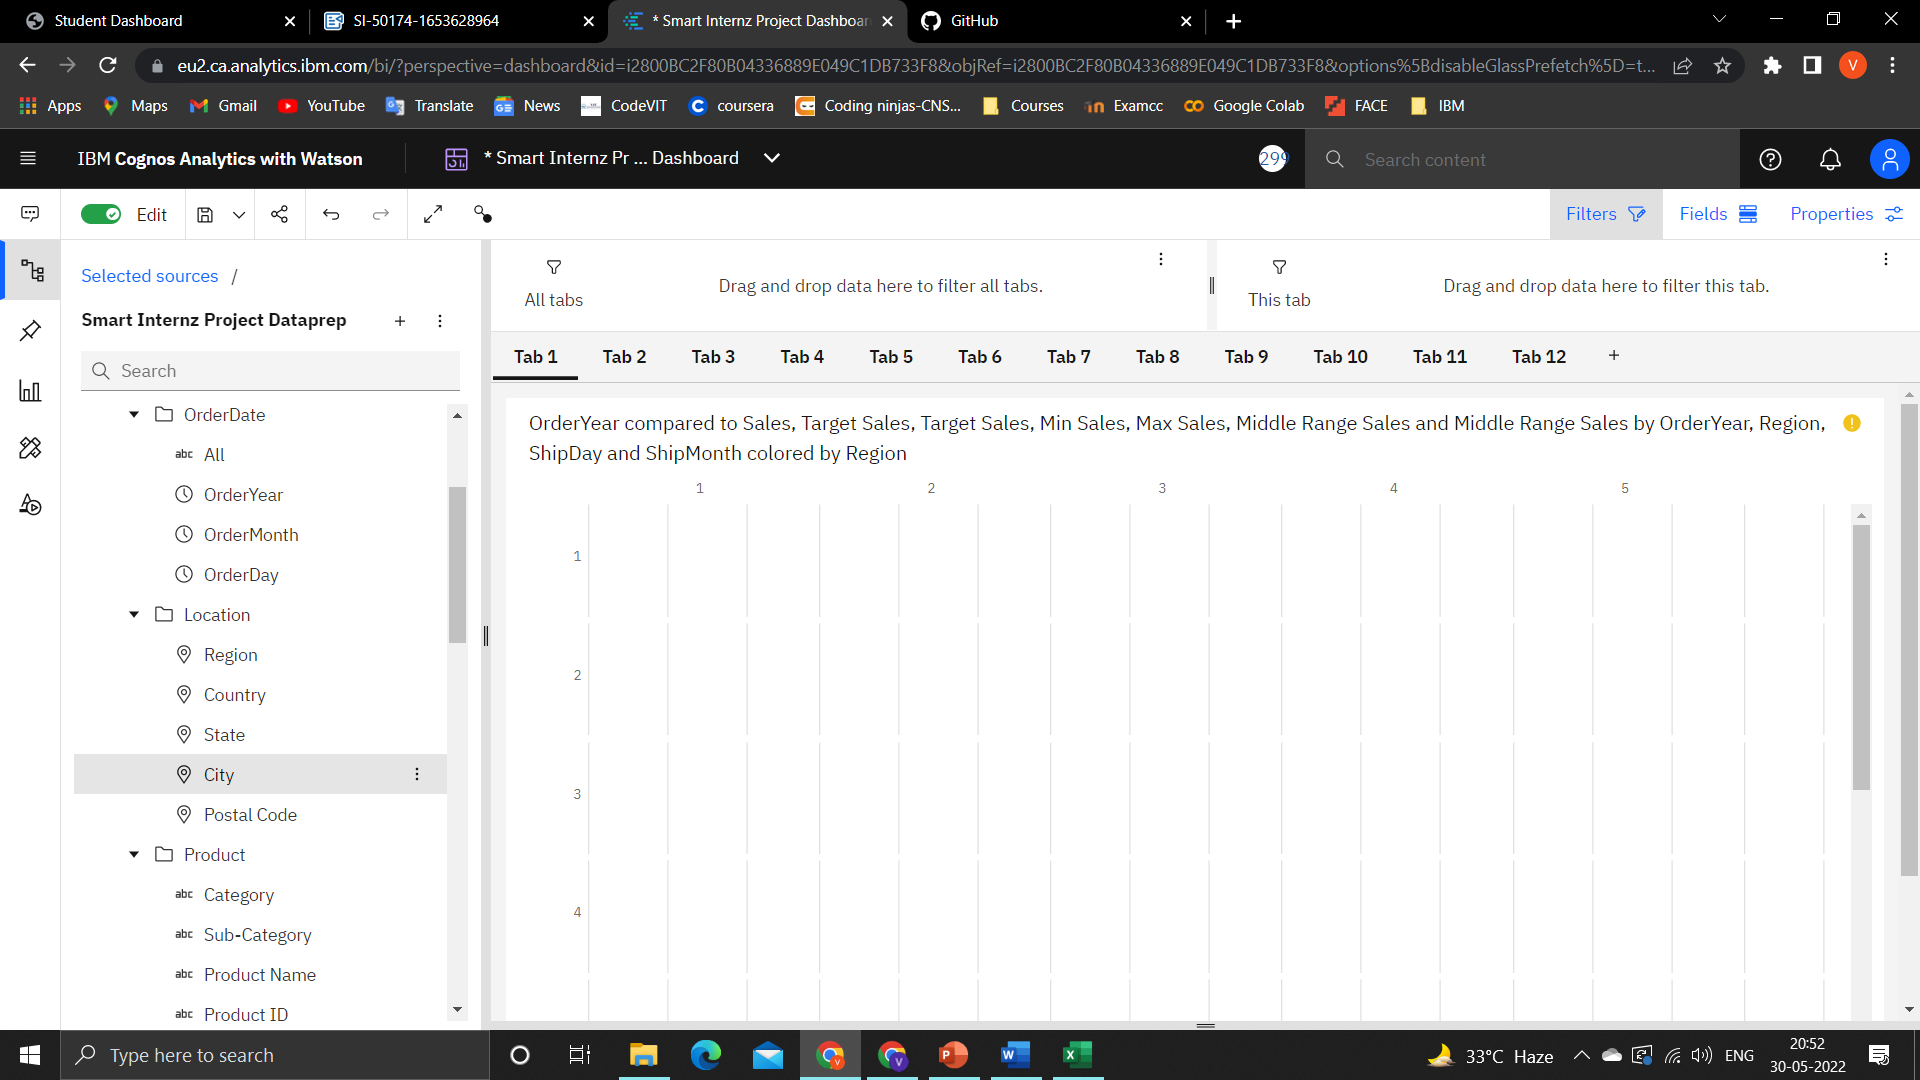 Student Dashboard
SI-50174-1653628964
* Smart Internz Project Dashboar
GitHub
eu2.ca.analytics.ibm.com/bi/?perspective=dashboard&id=i2800BC2F80B04336889E049C1DB733F8&objRef=i2800BC2F80B04336889E049C1DB733F8&options%5BdisableGlassPrefetch%5D=t...
V
Apps
Maps
Gmail
YouTube
Translate
News
CodeVIT
coursera
Coding ninjas-CNS...
Courses
Examcc
Google Colab
FACE
IBM
IBM Cognos Analytics with Watson
* Smart Internz Pr ... Dashboard
299
Search content
Edit
Filters
Fields
Properties
Selected sources /
Smart Internz Project Dataprep
Search
OrderDate
abc All
OrderYear
OrderMonth
OrderDay
Location
Region
Country
State
City
Postal Code
Product
abc Category
abc Sub-Category
abc Product Name
abc Product ID
All tabs
Drag and drop data here to filter all tabs.
This tab
Drag and drop data here to filter this tab.
Tab 1
Tab 2
Tab 3
Tab 4
Tab 5
Tab 6
Tab 7
Tab 8
Tab 9
Tab 10
Tab 11
Tab 12
+
OrderYear compared to Sales, Target Sales, Target Sales, Min Sales, Max Sales, Middle Range Sales and Middle Range Sales by OrderYear, Region,
ShipDay and ShipMonth colored by Region
1 2 3 4 5
1
2
3
4
Type here to search
33°C Haze
ENG
20:52
30-05-2022